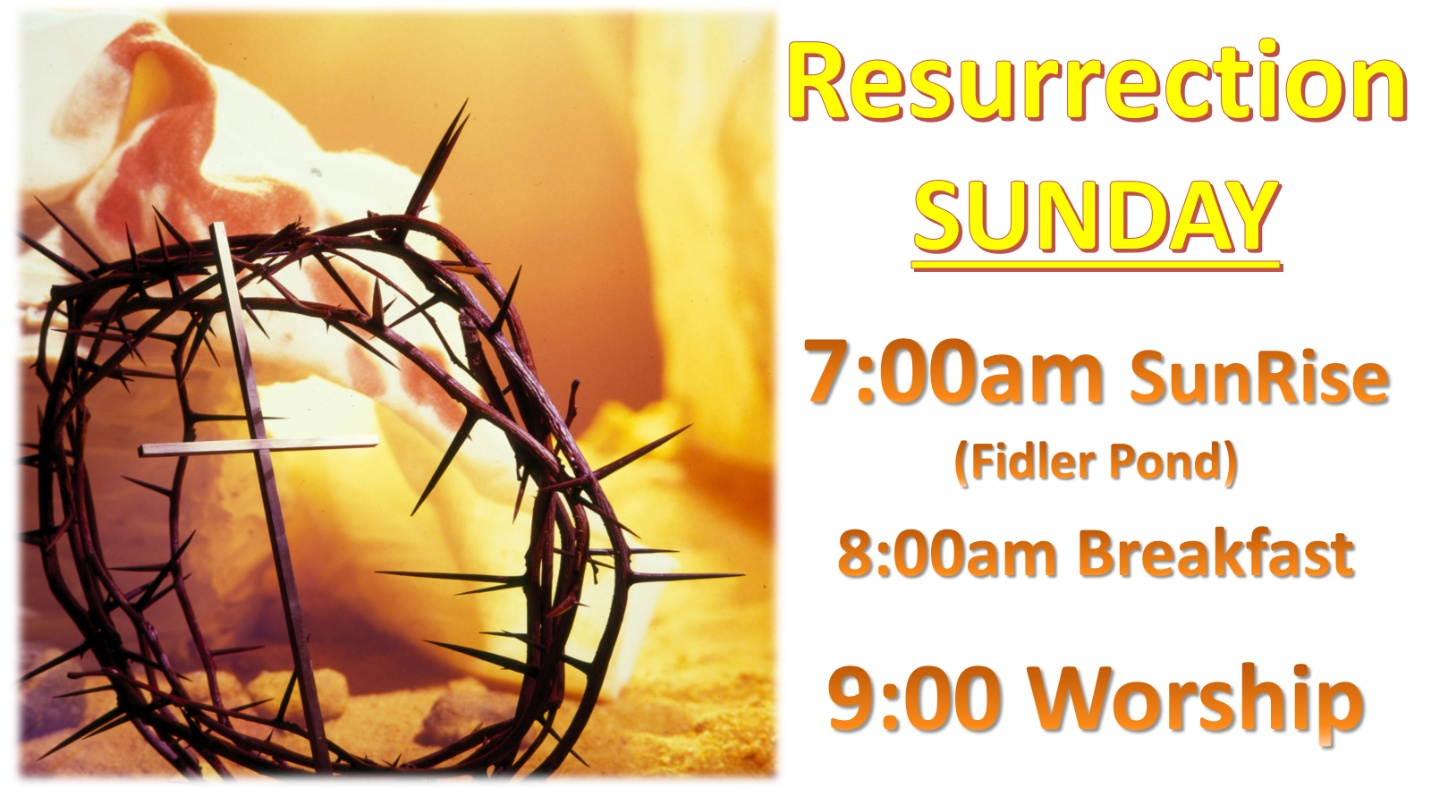 Resurrection
SUNDAY
7:00am SunRise
(Fidler Pond)
8:00am Breakfast
9:00 Worship